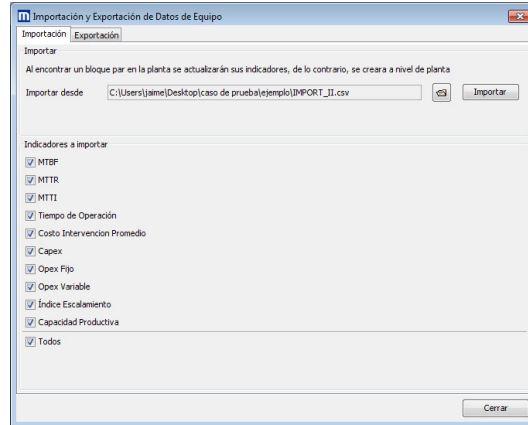 Importación y Exportación de Datos de Equipo
Importación Exportación
Importar
Al encontrar un bloque par en la planta se actualizarán sus indicadores, de lo contrario, se creara a nivel de planta
Importar desde C:\Users\jaime\Desktop\caso de prueba\ejemplo\IMPORT_II.csv Importar
Indicadores a importar
MTBF
MTTR
MTTI
Tiempo de Operación
Costo Intervencion Promedio
Capex
Opex Fijo
Opex Variable
Índice Escalamiento
Capacidad Productiva
Todos
Cerrar